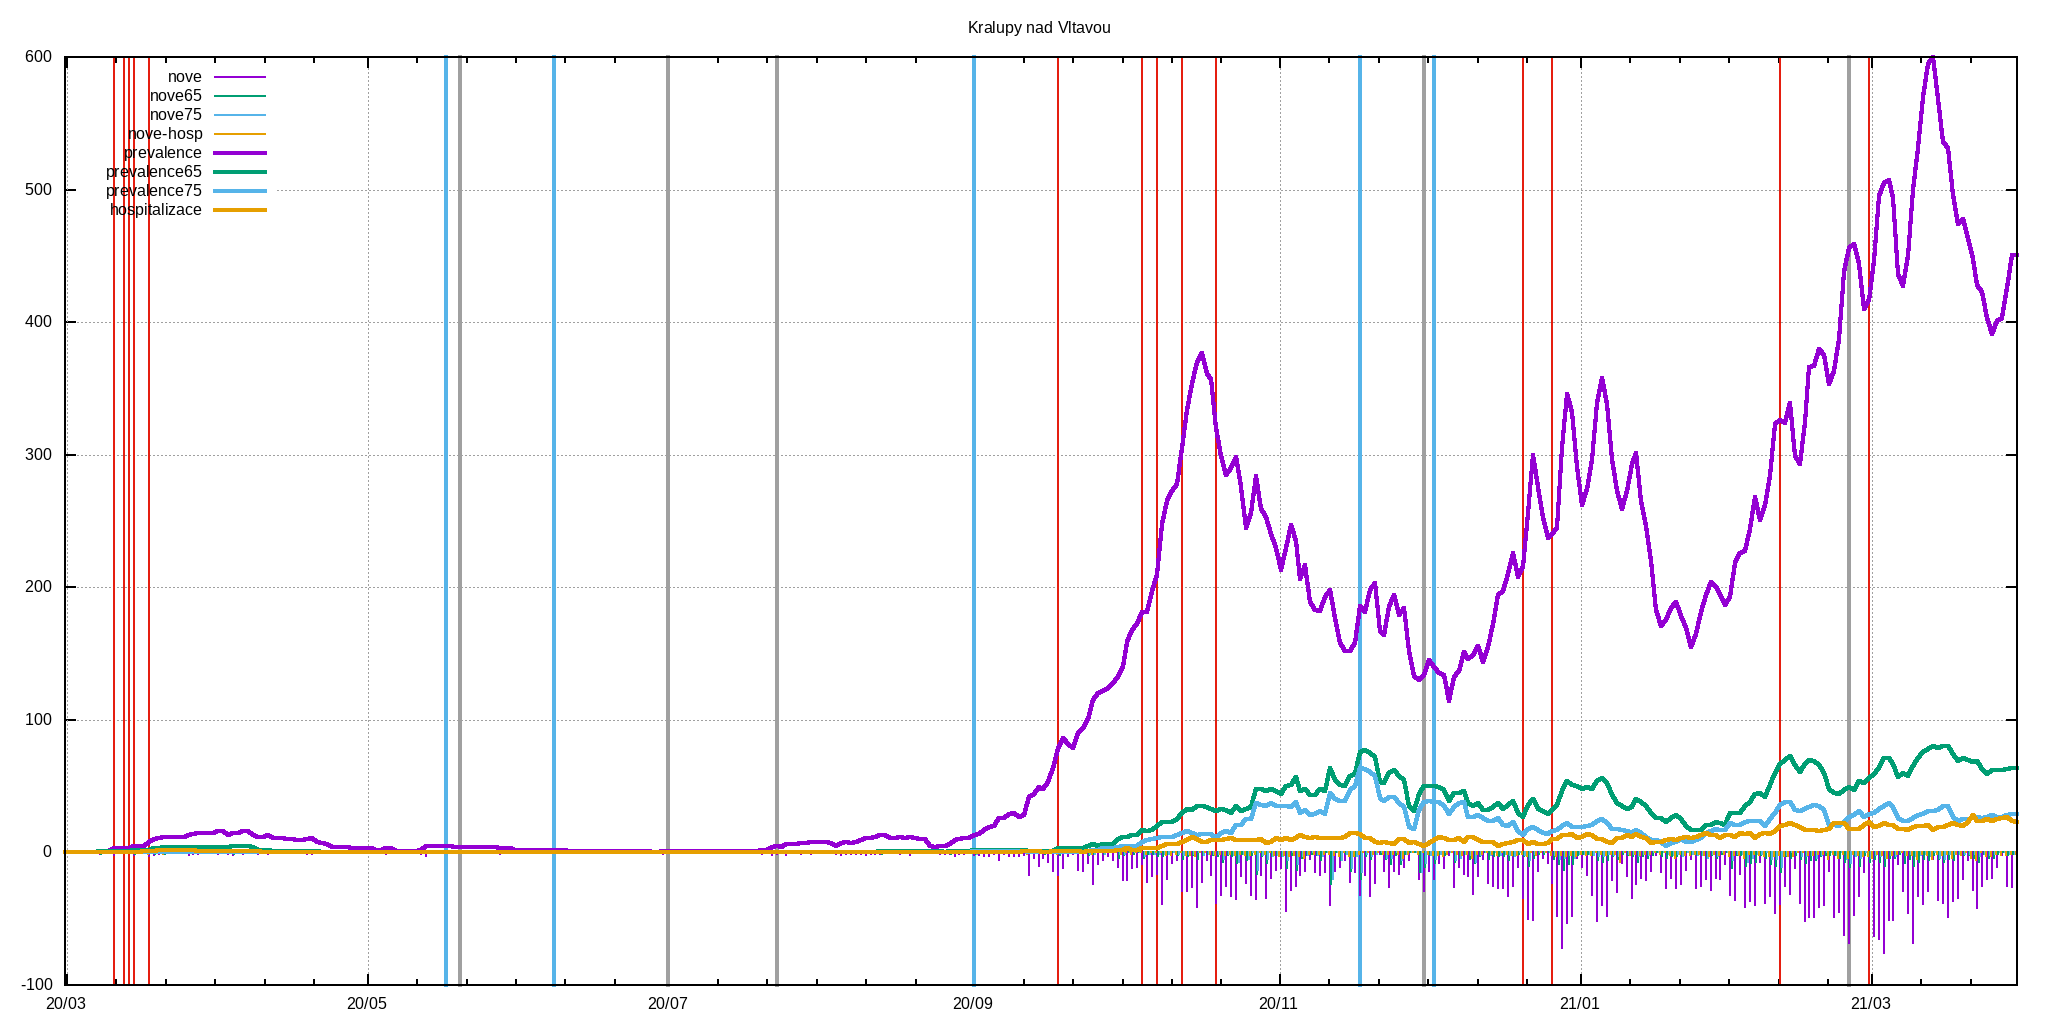 Kralupy nad Vltavou
600
500
400
300
200
100
0
-100
nove
nove65
nove75
nove-hosp
prevalence
prevalence65
prevalence75
hospitalizace
20/03 20/05 20/07 20/09 20/11 21/01 21/03